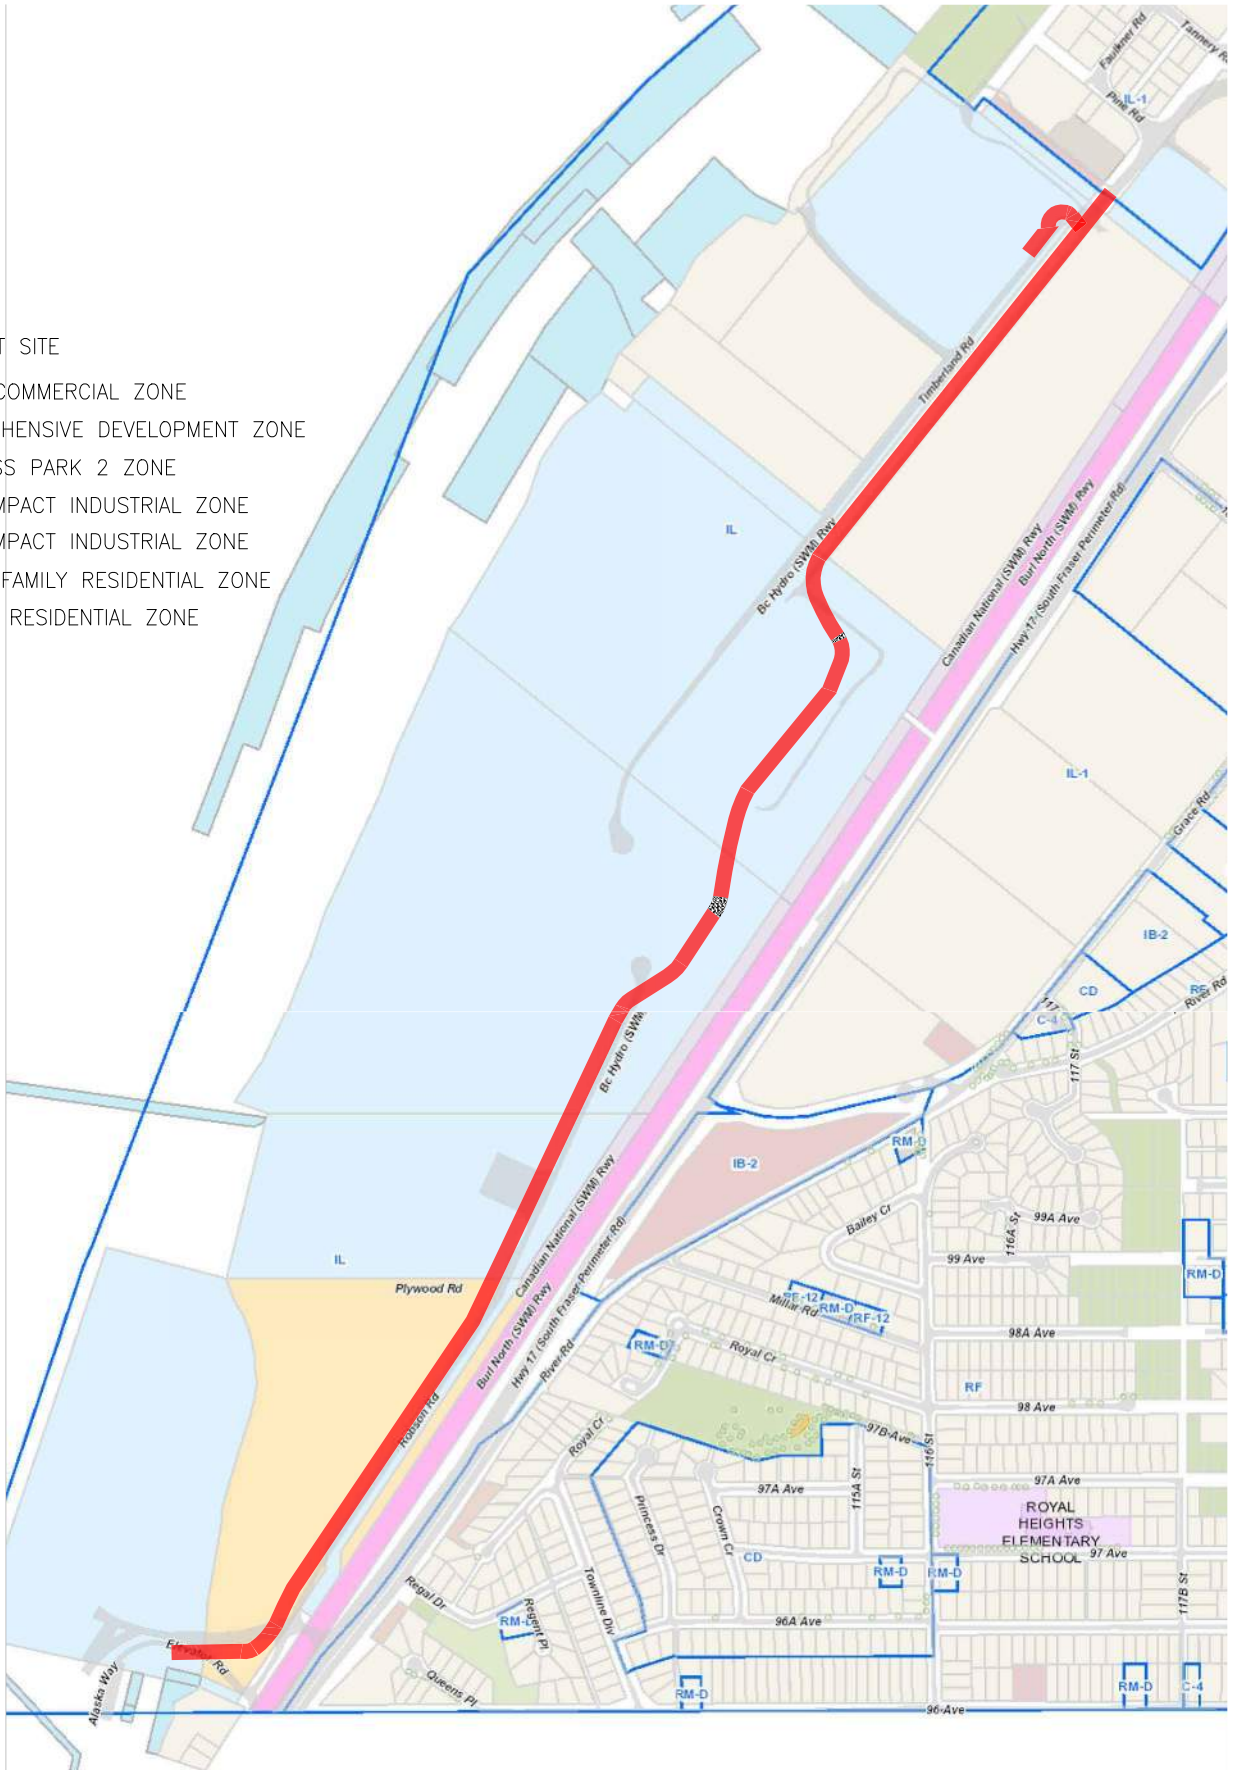 T SITE
COMMERCIAL ZONE
HENSIVE DEVELOPMENT ZONE
SS PARK 2 ZONE
MPACT INDUSTRIAL ZONE
MPACT INDUSTRIAL ZONE
FAMILY RESIDENTIAL ZONE
RESIDENTIAL ZONE
Faulkner Rd
Tannery Rd
IL-1
Pine Rd
Timberland Rd
IL
Bc Hydro (SWM) Rwy
Canadian National (SWM) Rwy
Burl North (SWM) Rwy
Hwy 17 (South Fraser Perimeter Rd)
IL-1
Grace Rd
IB-2
CD
RF
River Rd
117
C-4
117 St
Bc Hydro (SWM
RM-D
IB-2
Bailey Cr
116A St
99A Ave
99 Ave
RM-D
IL
Plywood Rd
Canadian National (SWM) Rwy
Burl North (SWM) Rwy
Hwy 17 (South Fraser Perimeter Rd)
River Rd
RF-12
Millar Rd
RM-D
RF-12
98A Ave
RM-D
Royal Cr
RF
98 Ave
Robson Rd
Royal Cr
97B Ave
116 St
97A Ave
97A Ave
115A St
Princess Dr
Crown Cr
ROYAL
HEIGHTS
ELEMENTARY
SCHOOL
97 Ave
CD
RM-D
RM-D
117B St
Regal Dr
Townline Div
RM-D
Regent Pl
96A Ave
Elevator Rd
Alaska Way
Queens Pl
RM-D
RM-D
C-4
96 Ave